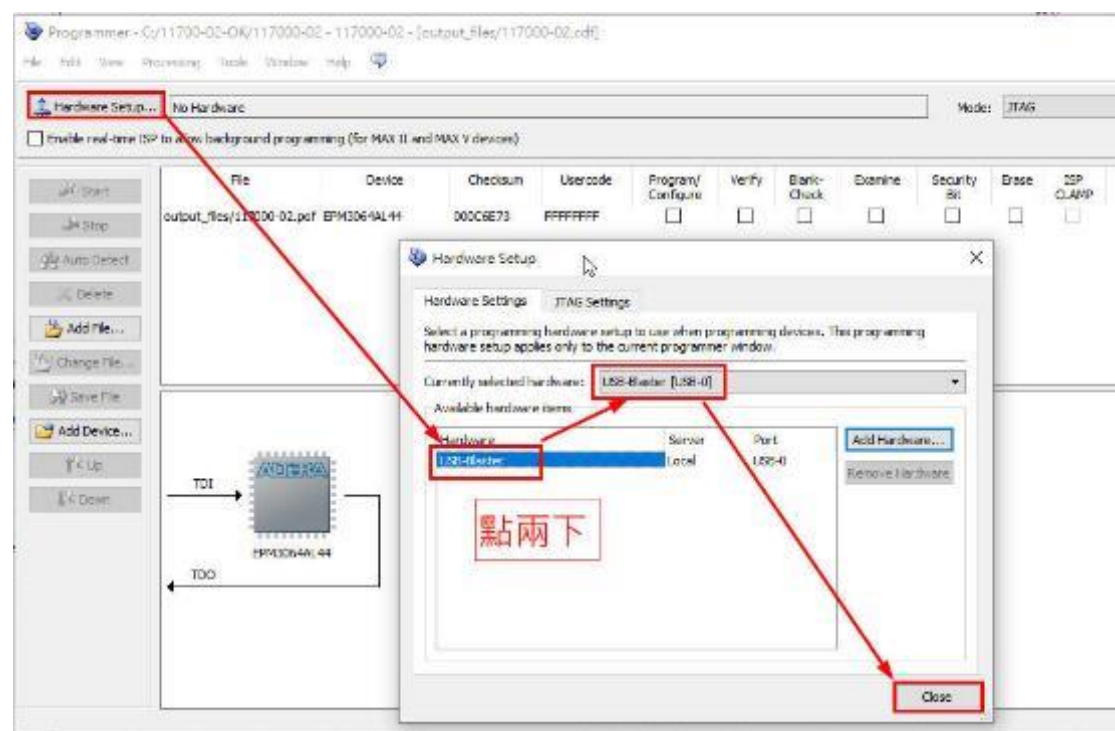 Programmer - C:/117000-02-OK/117000-02 - 117000-02 - [output_files/117000-02.cdf]
File Edit View Processing Tools Window Help
Hardware Setup... No Hardware Mode: JTAG
Enable real-time ISP to allow background programming (for MAX II and MAX V devices)
File Device Checksum Usercode Program/ Verify Blank- Examine Security Erase ISP
Configure Check Bit CLAMP
output_files/117000-02.pof EPM3064AL44 000C6E73 FFFFFFFF
Start
Stop
Auto Detect
Delete
Add File...
Change File...
Save File
Add Device...
Up
Down
TDI
ALTERA
EPM3064AL44
TDO
Hardware Setup
Hardware Settings JTAG Settings
Select a programming hardware setup to use when programming devices. This programming
hardware setup applies only to the current programmer window.
Currently selected hardware: USB-Blaster [USB-0]
Available hardware items
Hardware Server Port
USB-Blaster Local USB-0
Add Hardware...
Remove Hardware
點兩下
Close